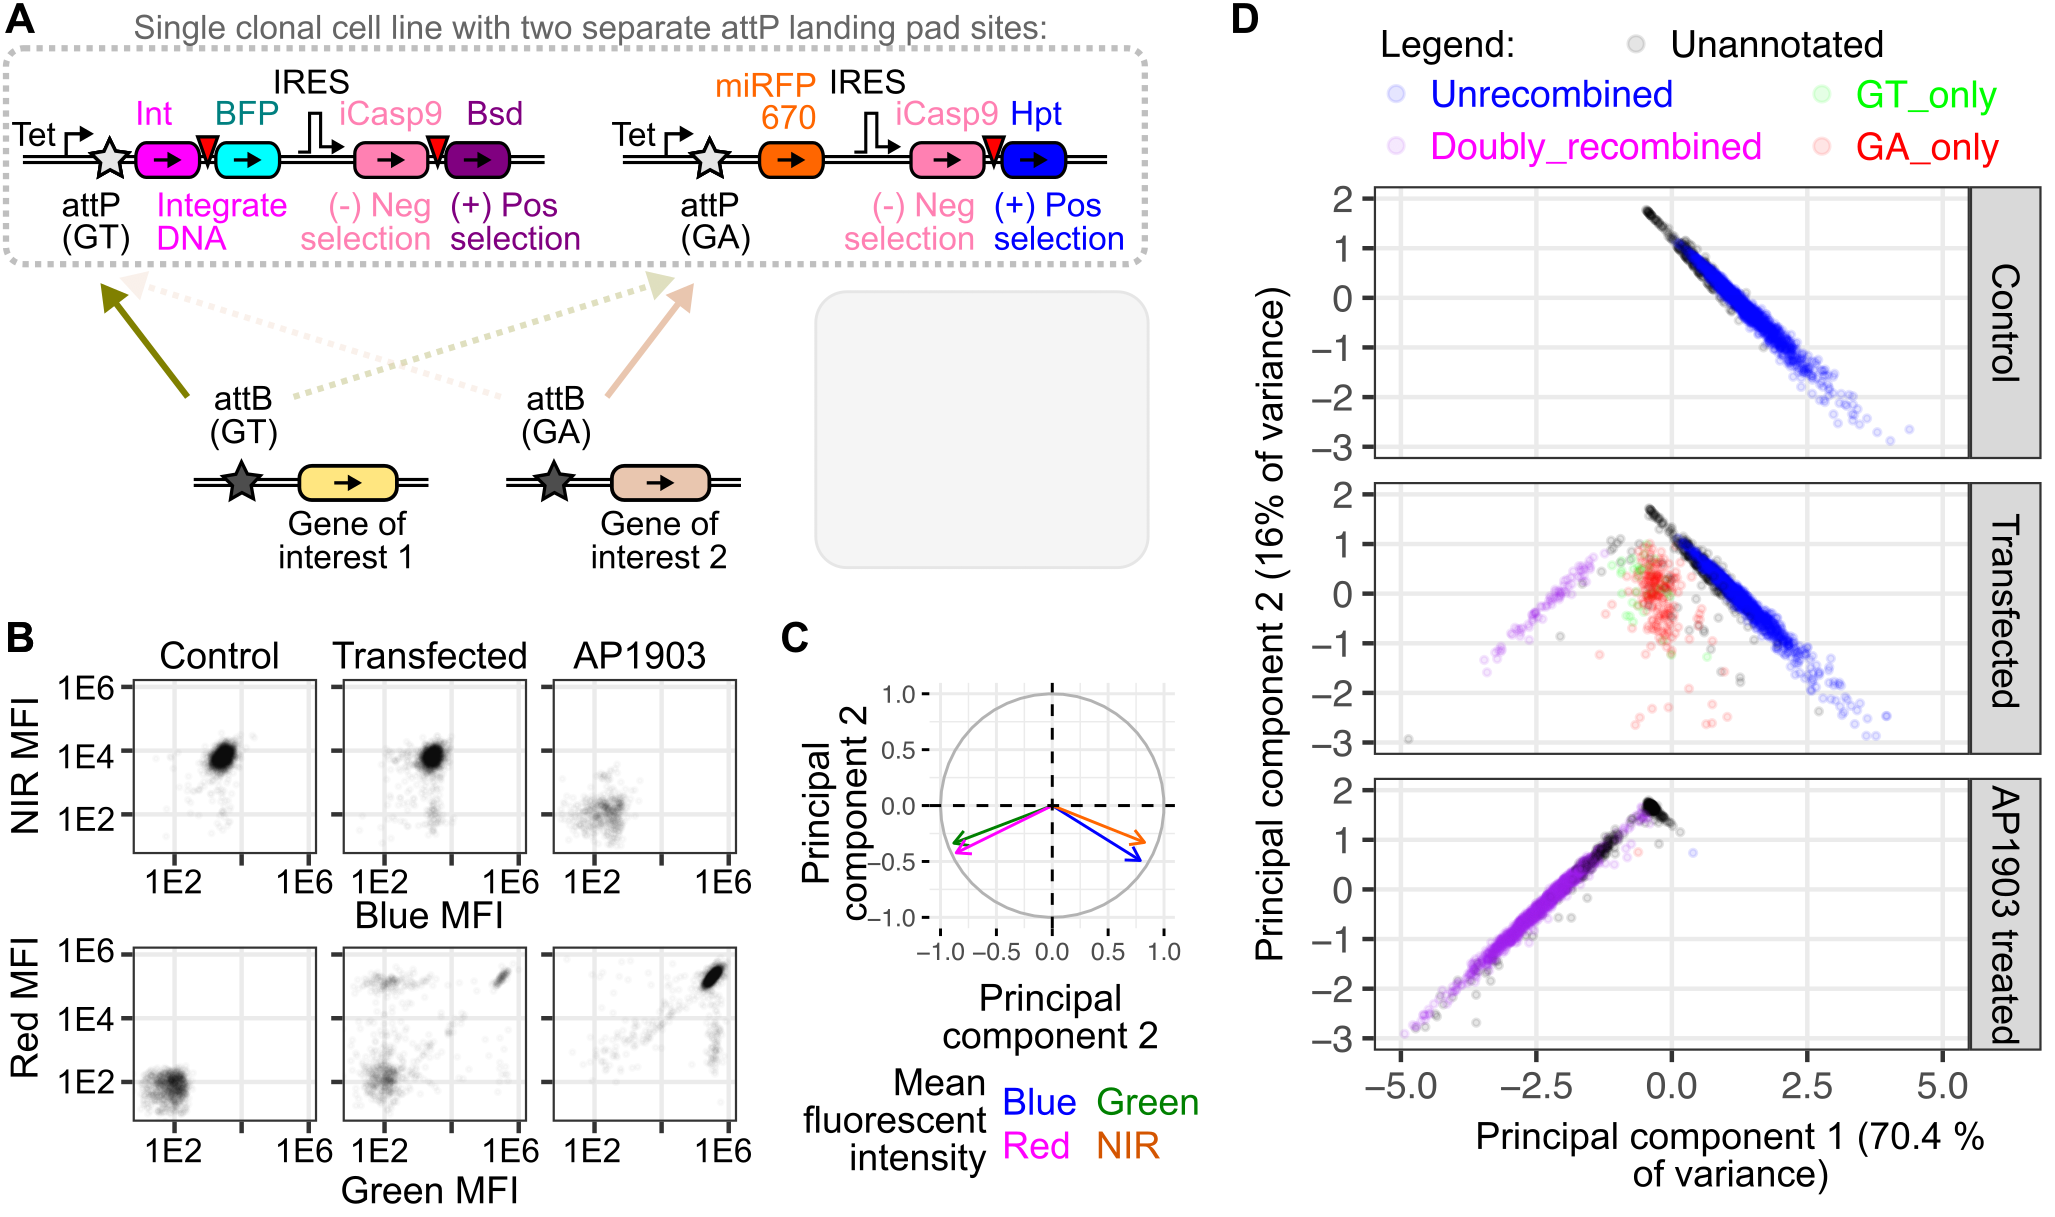 A
Single clonal cell line with two separate attP landing pad sites:
IRES
Int
BFP
iCasp9
Bsd
Tet
attP
(GT)
Integrate
DNA
(-) Neg
selection
(+) Pos
selection
miRFP
670
IRES
iCasp9
Hpt
Tet
attP
(GA)
(-) Neg
selection
(+) Pos
selection
attB
(GT)
attB
(GA)
Gene of
interest 1
Gene of
interest 2
B
Control
Transfected
AP1903
NIR MFI
1E6
1E4
1E2
1E2
1E6
1E2
1E6
1E2
1E6
Blue MFI
Red MFI
1E6
1E4
1E2
1E2
1E6
1E2
1E6
1E2
1E6
Green MFI
C
Principal
component 2
1.0
0.5
0.0
−0.5
−1.0
−1.0
−0.5
0.0
0.5
1.0
Principal
component 2
Mean
fluorescent
intensity
Blue
Green
Red
NIR
D
Legend:
Unannotated
Unrecombined
GT_only
Doubly_recombined
GA_only
Principal component 2 (16% of variance)
2
1
0
−1
−2
−3
Control
2
1
0
−1
−2
−3
Transfected
2
1
0
−1
−2
−3
AP1903 treated
−5.0
−2.5
0.0
2.5
5.0
Principal component 1 (70.4 %
of variance)